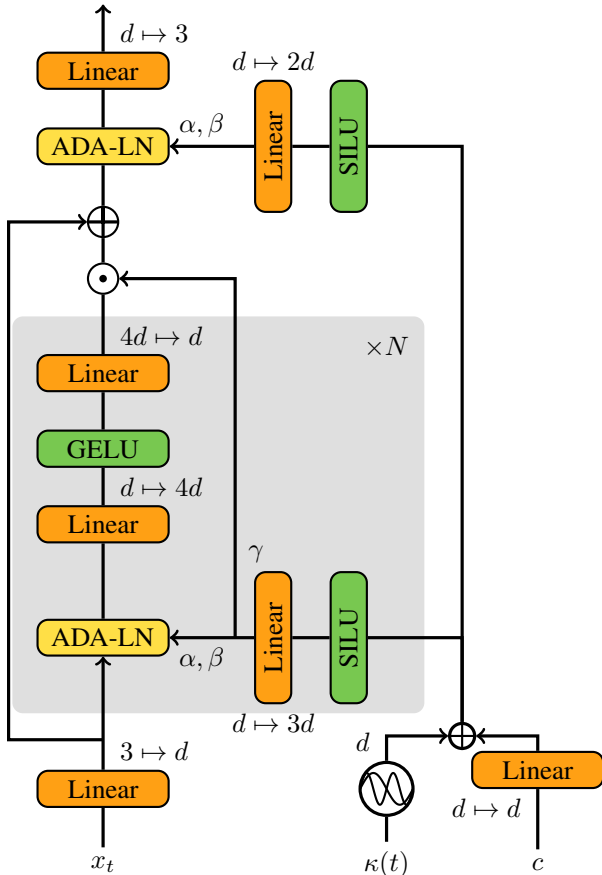 d ↦ 3
Linear
d ↦ 2d
α, β
ADA-LN
Linear
SILU
4d ↦ d
×N
Linear
GELU
d ↦ 4d
Linear
γ
ADA-LN
α, β
Linear
SILU
d ↦ 3d
3 ↦ d
d
Linear
Linear
d ↦ d
x_t
κ(t)
c